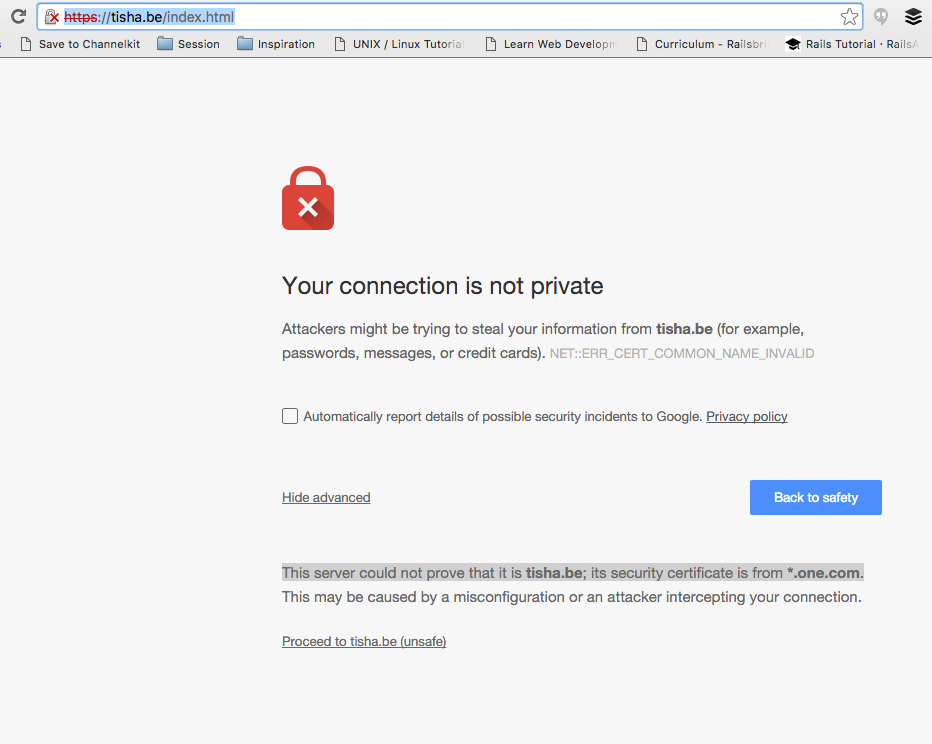 https://tisha.be/index.html
Save to Channelkit Session Inspiration UNIX / Linux Tutorial Learn Web Developm Curriculum - Railsbri Rails Tutorial · RailsA
Your connection is not private
Attackers might be trying to steal your information from tisha.be (for example,
passwords, messages, or credit cards). NET::ERR_CERT_COMMON_NAME_INVALID
Automatically report details of possible security incidents to Google. Privacy policy
Hide advanced
Back to safety
This server could not prove that it is tisha.be; its security certificate is from *.one.com.
This may be caused by a misconfiguration or an attacker intercepting your connection.
Proceed to tisha.be (unsafe)